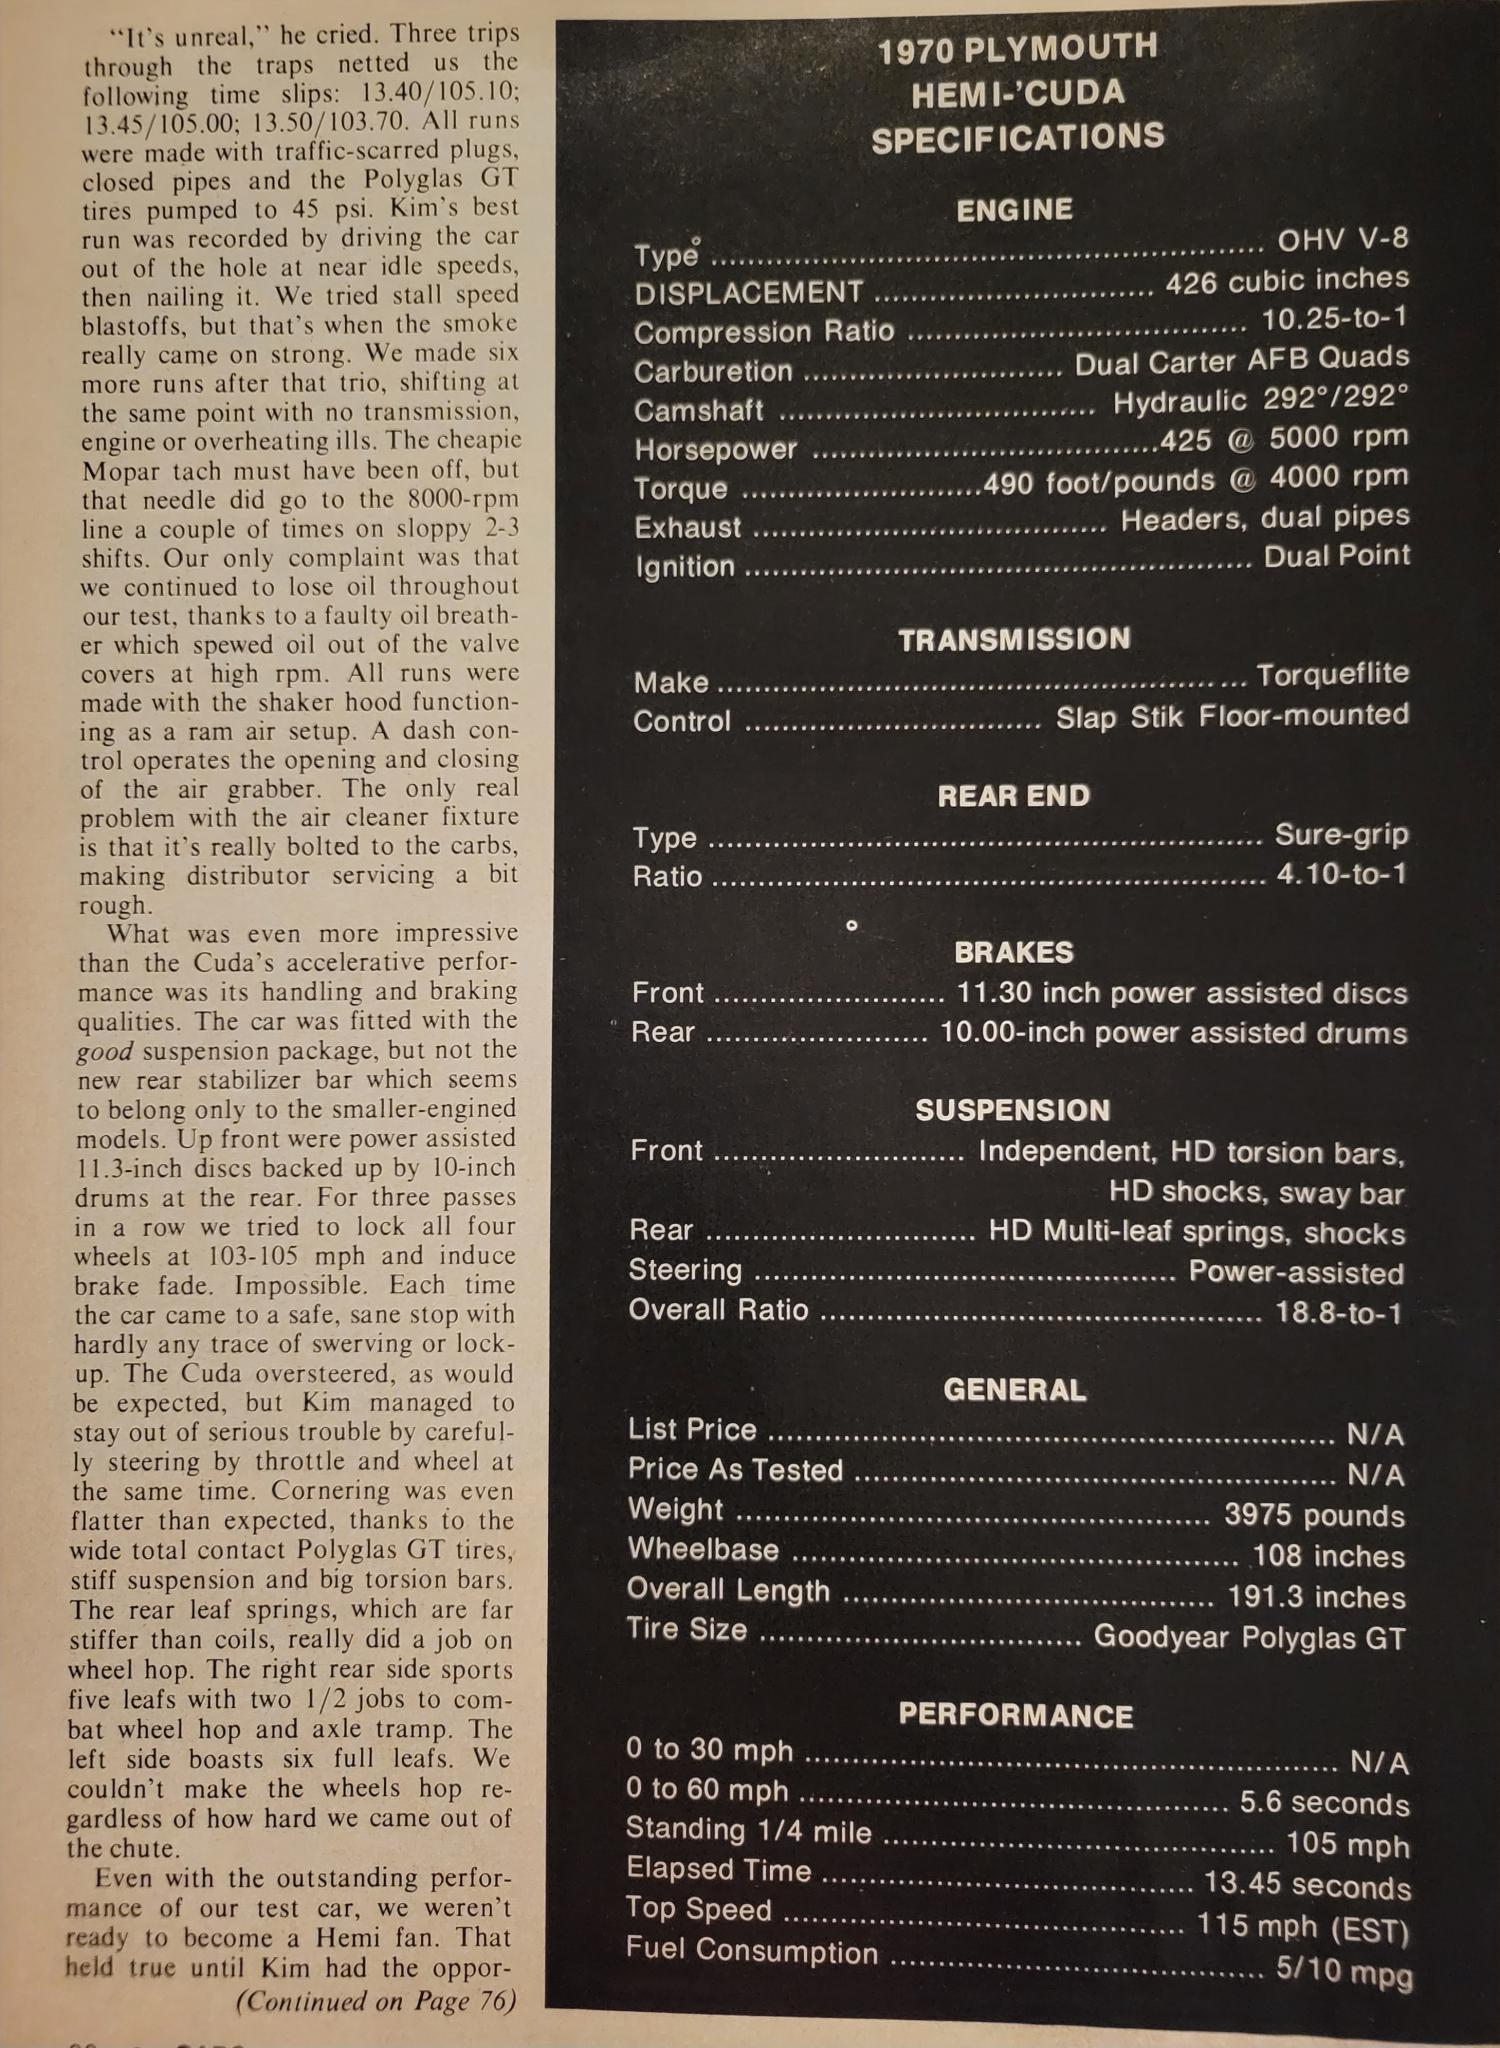 “It's unreal,” he cried. Three trips
through the traps netted us the
following time slips: 13.40/105.10;
13.45/105.00; 13.50/103.70. All runs
were made with traffic-scarred plugs,
closed pipes and the Polyglas GT
tires pumped to 45 psi. Kim's best
run was recorded by driving the car
out of the hole at near idle speeds,
then nailing it. We tried stall speed
blastoffs, but that's when the smoke
really came on strong. We made six
more runs after that trio, shifting at
the same point with no transmission,
engine or overheating ills. The cheapie
Mopar tach must have been off, but
that needle did go to the 8000-rpm
line a couple of times on sloppy 2-3
shifts. Our only complaint was that
we continued to lose oil throughout
our test, thanks to a faulty oil breath-
er which spewed oil out of the valve
covers at high rpm. All runs were
made with the shaker hood function-
ing as a ram air setup. A dash con-
trol operates the opening and closing
of the air grabber. The only real
problem with the air cleaner fixture
is that it's really bolted to the carbs,
making distributor servicing a bit
rough.
What was even more impressive
than the Cuda's accelerative perfor-
mance was its handling and braking
qualities. The car was fitted with the
good suspension package, but not the
new rear stabilizer bar which seems
to belong only to the smaller-engined
models. Up front were power assisted
11.3-inch discs backed up by 10-inch
drums at the rear. For three passes
in a row we tried to lock all four
wheels at 103-105 mph and induce
brake fade. Impossible. Each time
the car came to a safe, sane stop with
hardly any trace of swerving or lock-
up. The Cuda oversteered, as would
be expected, but Kim managed to
stay out of serious trouble by careful-
ly steering by throttle and wheel at
the same time. Cornering was even
flatter than expected, thanks to the
wide total contact Polyglas GT tires,
stiff suspension and big torsion bars.
The rear leaf springs, which are far
stiffer than coils, really did a job on
wheel hop. The right rear side sports
five leafs with two 1/2 jobs to com-
bat wheel hop and axle tramp. The
left side boasts six full leafs. We
couldn't make the wheels hop re-
gardless of how hard we came out of
the chute.
Even with the outstanding perfor-
mance of our test car, we weren't
ready to become a Hemi fan. That
held true until Kim had the oppor-
(Continued on Page 76)
1970 PLYMOUTH
HEMI-'CUDA
SPECIFICATIONS
ENGINE
Type ........ OHV V-8
DISPLACEMENT ........ 426 cubic inches
Compression Ratio ........ 10.25-to-1
Carburetion ........ Dual Carter AFB Quads
Camshaft ........ Hydraulic 292°/292°
Horsepower ........ 425 @ 5000 rpm
Torque ........ 490 foot/pounds @ 4000 rpm
Exhaust ........ Headers, dual pipes
Ignition ........ Dual Point
TRANSMISSION
Make ........ Torqueflite
Control ........ Slap Stik Floor-mounted
REAR END
Type ........ Sure-grip
Ratio ........ 4.10-to-1
BRAKES
Front ........ 11.30 inch power assisted discs
Rear ........ 10.00-inch power assisted drums
SUSPENSION
Front ........ Independent, HD torsion bars,
HD shocks, sway bar
Rear ........ HD Multi-leaf springs, shocks
Steering ........ Power-assisted
Overall Ratio ........ 18.8-to-1
GENERAL
List Price ........ N/A
Price As Tested ........ N/A
Weight ........ 3975 pounds
Wheelbase ........ 108 inches
Overall Length ........ 191.3 inches
Tire Size ........ Goodyear Polyglas GT
PERFORMANCE
0 to 30 mph ........ N/A
0 to 60 mph ........ 5.6 seconds
Standing 1/4 mile ........ 105 mph
Elapsed Time ........ 13.45 seconds
Top Speed ........ 115 mph (EST)
Fuel Consumption ........ 5/10 mpg